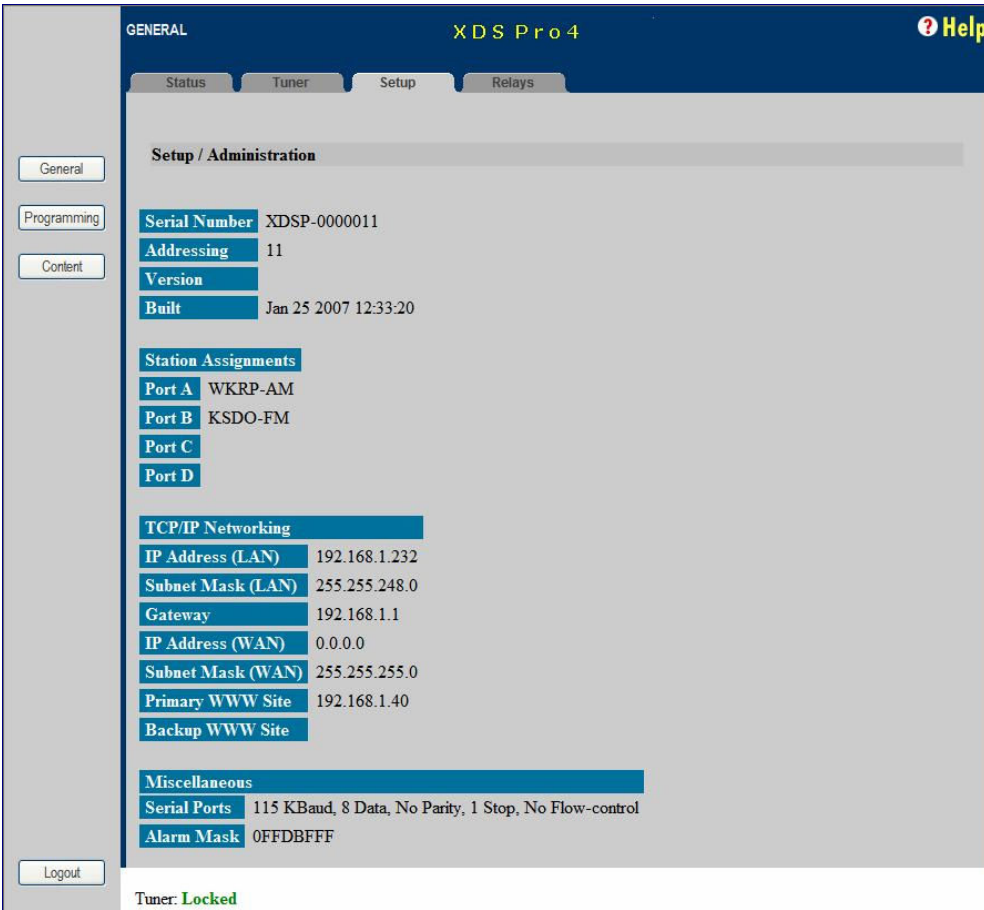 GENERAL
XDS Pro4
? Help
Status Tuner Setup Relays
Setup / Administration
General
Programming
Content
Serial Number XDSP-0000011
Addressing 11
Version
Built Jan 25 2007 12:33:20
Station Assignments
Port A WKRP-AM
Port B KSDO-FM
Port C
Port D
TCP/IP Networking
IP Address (LAN) 192.168.1.232
Subnet Mask (LAN) 255.255.248.0
Gateway 192.168.1.1
IP Address (WAN) 0.0.0.0
Subnet Mask (WAN) 255.255.255.0
Primary WWW Site 192.168.1.40
Backup WWW Site
Miscellaneous
Serial Ports 115 KBaud, 8 Data, No Parity, 1 Stop, No Flow-control
Alarm Mask 0FFDBFFF
Logout
Tuner: Locked